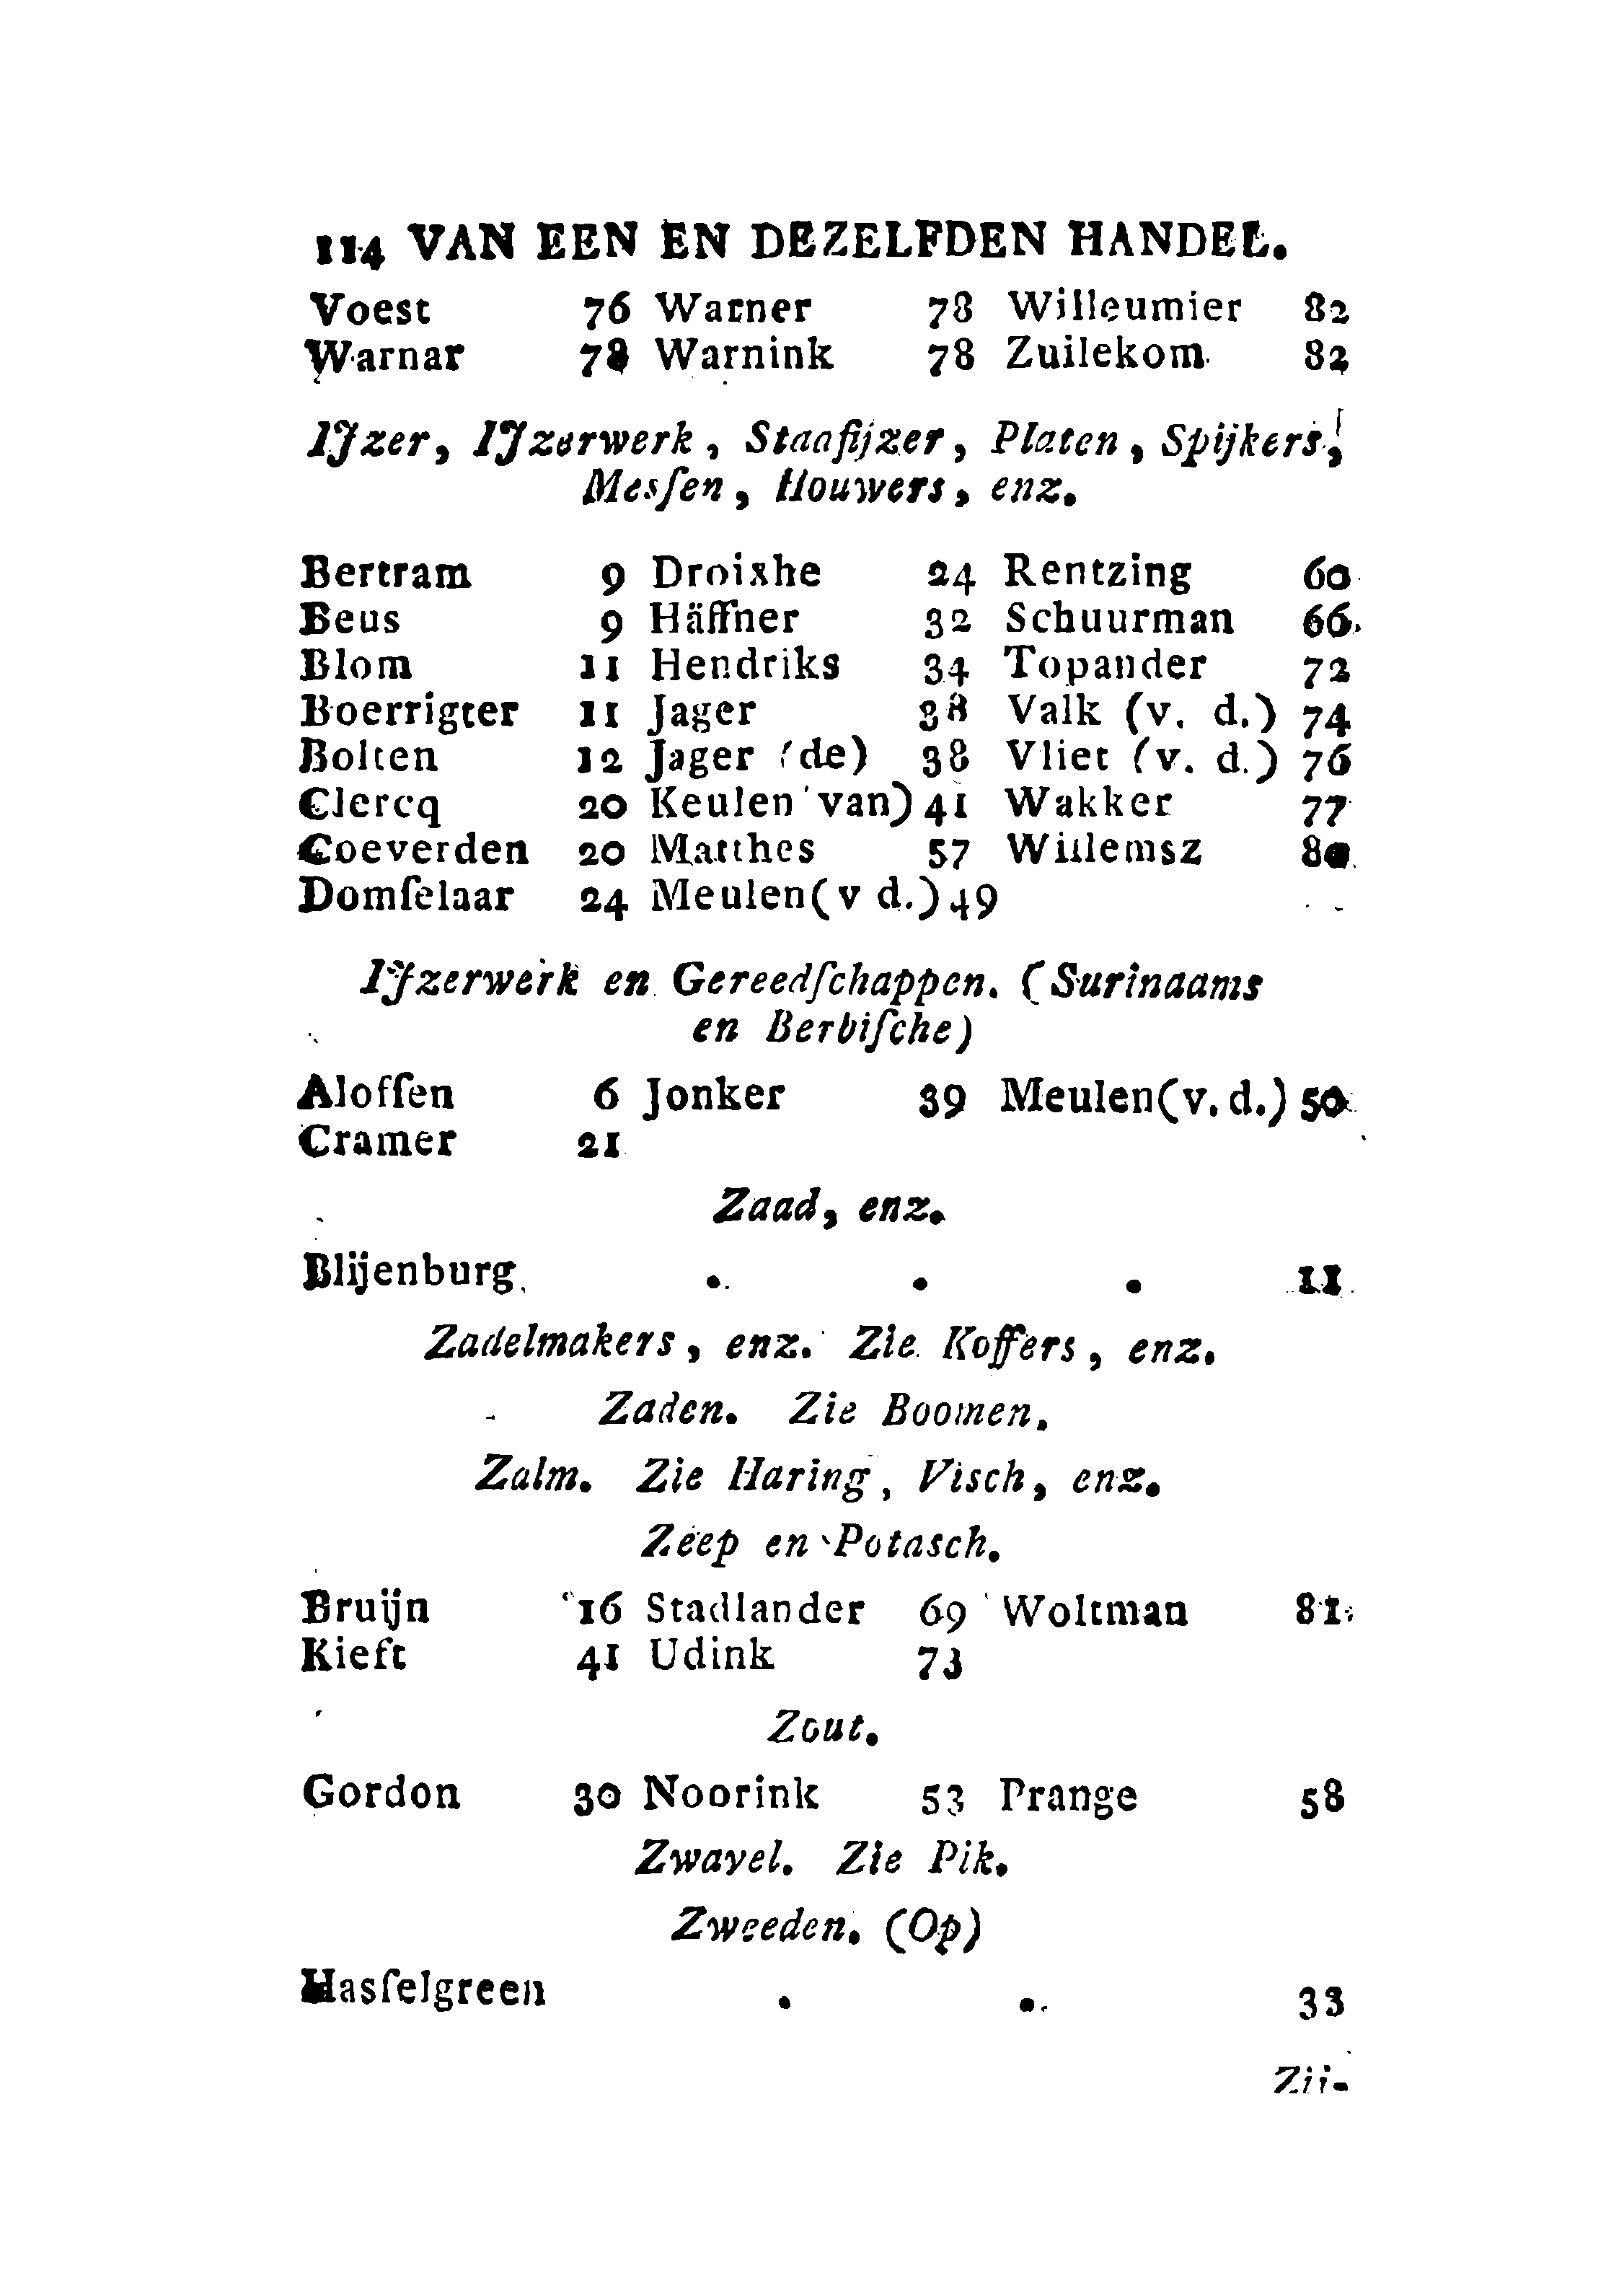 114 VAN EEN EN DEZELFDEN HANDEL.
Voest 76 Warner 78 Willeumier 82
Warnar 78 Warnink 78 Zuilekom 82
IJzer, IJzerwerk, Staafijzer, Platen, Spijkers,
Mesſen, Houwers, enz.
Bertram 9 Droixhe 24 Rentzing 60
Beus 9 Häffner 32 Schuurman 66
Blom 11 Hendriks 34 Topander 72
Boerrigter 11 Jager 38 Valk (v. d.) 74
Bolten 12 Jager (de) 38 Vliet (v. d.) 76
Clercq 20 Keulen van) 41 Wakker 77
Coeverden 20 Matthes 57 Willemsz
Domſelaar 24 Meulen (v d.) 49
IJzerwerk en Gereedſchappen. (Surinaams
en Berbiſche)
Aloffen 6 Jonker 39 Meulen (v. d.) 50
Cramer 21
Zaad, enz.
Blijenburg . . . 11
Zadelmakers, enz. Zie Koffers, enz.
Zaden. Zie Boomen.
Zalm. Zie Haring, Visch, enz.
Zeep en Potasch.
Bruijn 16 Stadlander 69 Woltman 81
Kieft 41 Udink 73
Zout.
Gordon 30 Noorink 53 Prange 58
Zwavel. Zie Pik.
Zweeden. (Op)
Hasſelgreen . . 33
Zij-